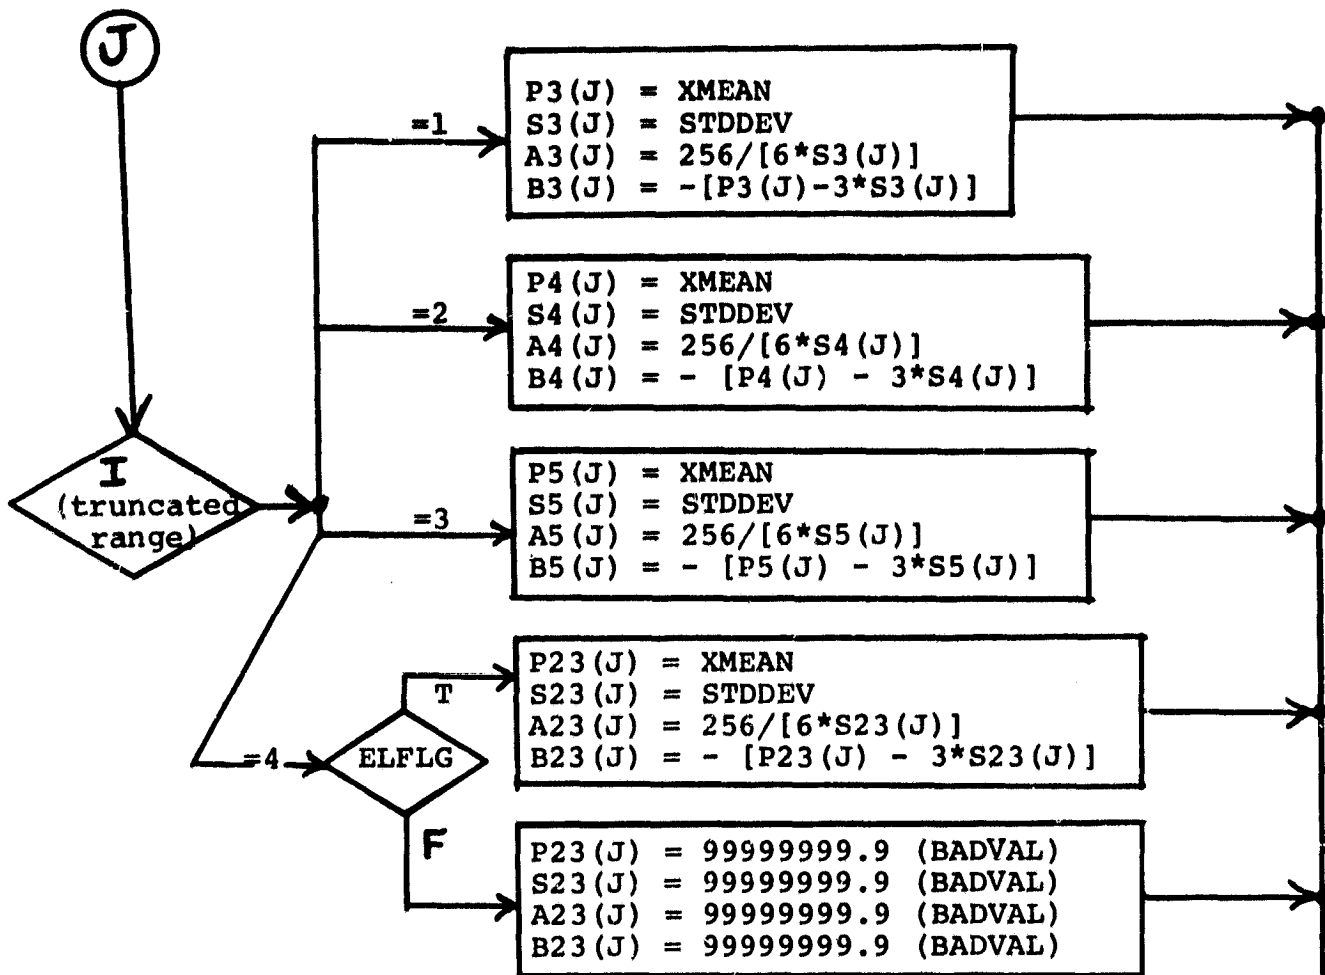 J
=1
P3(J) = XMEAN
S3(J) = STDDEV
A3(J) = 256/[6*S3(J)]
B3(J) = -[P3(J)-3*S3(J)]
=2
P4(J) = XMEAN
S4(J) = STDDEV
A4(J) = 256/[6*S4(J)]
B4(J) = - [P4(J) - 3*S4(J)]
I
(truncated
range)
=3
P5(J) = XMEAN
S5(J) = STDDEV
A5(J) = 256/[6*S5(J)]
B5(J) = - [P5(J) - 3*S5(J)]
=4
ELFLG
T
P23(J) = XMEAN
S23(J) = STDDEV
A23(J) = 256/[6*S23(J)]
B23(J) = - [P23(J) - 3*S23(J)]
F
P23(J) = 99999999.9 (BADVAL)
S23(J) = 99999999.9 (BADVAL)
A23(J) = 99999999.9 (BADVAL)
B23(J) = 99999999.9 (BADVAL)